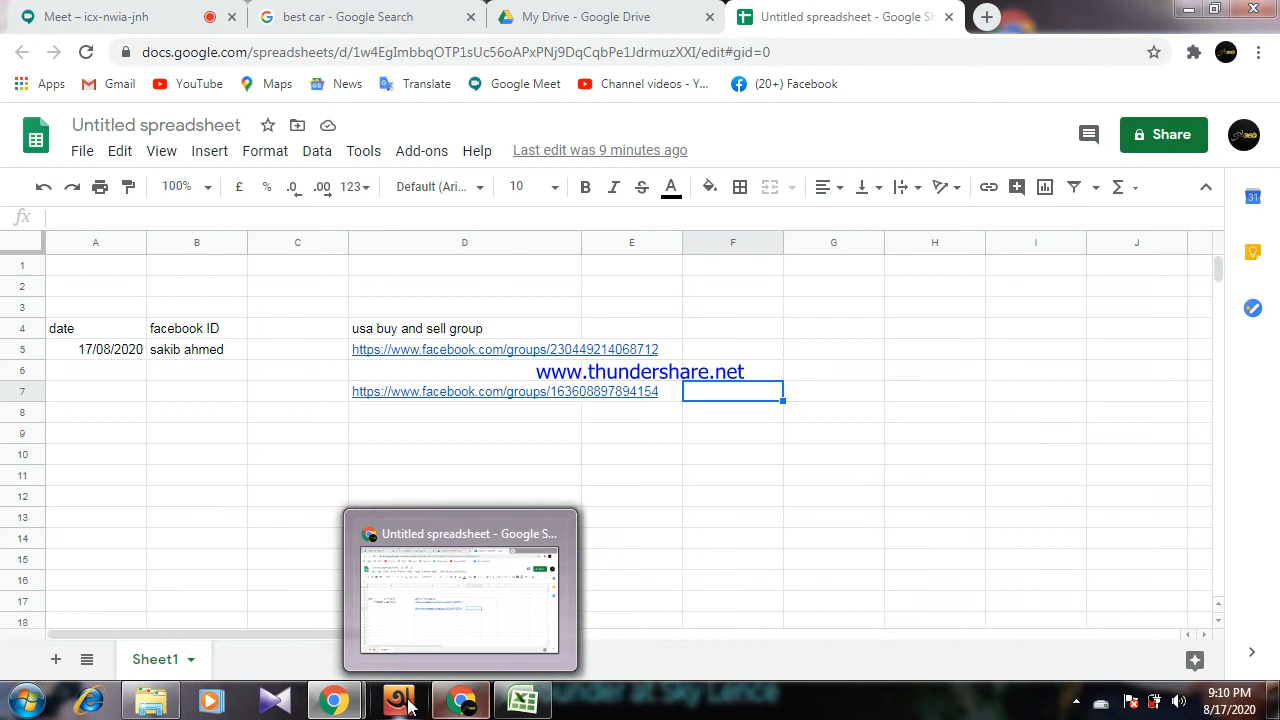 Meet – icx-nwia-jnh
- Google Search
My Drive - Google Drive
Untitled spreadsheet - Google Sh
docs.google.com/spreadsheets/d/1w4EgImbbqOTP1sUc56oADxPNj9DqCqbPe1JdrmuzXXI/edit#gid=0
Apps Gmail YouTube Maps News Translate Google Meet Channel videos - Y... (20+) Facebook
Untitled spreadsheet
Share
File Edit View Insert Format Data Tools Add-ons Help Last edit was 9 minutes ago
100% £ % .0 .00 123 Default (Ari... 10 B I S A Σ
fx
A B C D E F G H I J
1
2
3
4 date facebook ID usa buy and sell group
5 17/08/2020 sakib ahmed https://www.facebook.com/groups/230449214068712
6 www.thundershare.net
7 https://www.facebook.com/groups/163608897894154
8
9
10
11
12
13
14
15
16
17
18
Untitled spreadsheet - Google S...
Sheet1
9:10 PM
8/17/2020